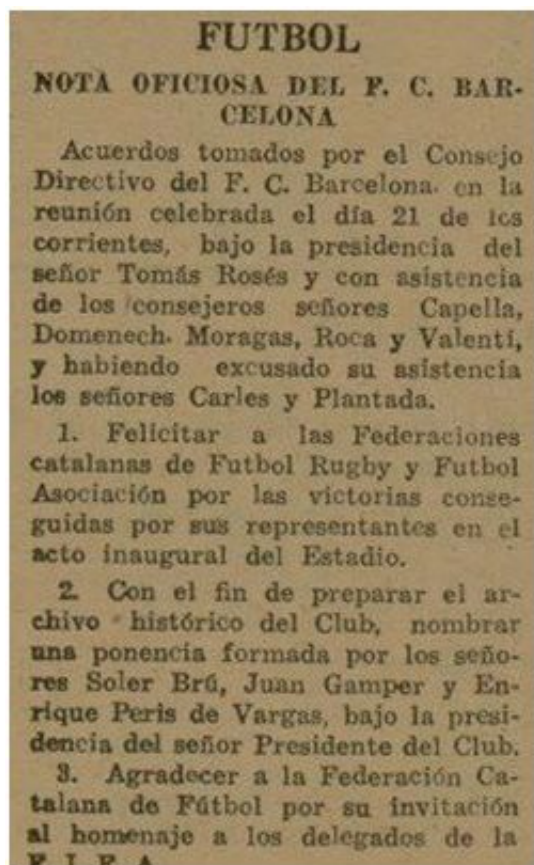 FUTBOL
NOTA OFICIOSA DEL F. C. BAR-
CELONA
Acuerdos tomados por el Consejo
Directivo del F. C. Barcelona. en la
reunión celebrada el día 21 de los
corrientes, bajo la presidencia del
señor Tomás Rosés y con asistencia
de los consejeros señores Capella,
Domenech. Moragas, Roca y Valentí,
y habiendo excusado su asistencia
los señores Carles y Plantada.
1. Felicitar a las Federaciones
catalanas de Futbol Rugby y Futbol
Asociación por las victorias conse-
guidas por sus representantes en el
acto inaugural del Estadio.
2. Con el fin de preparar el ar-
chivo histórico del Club, nombrar
una ponencia formada por los seño-
res Soler Brú, Juan Gamper y En-
rique Peris de Vargas, bajo la presi-
dencia del señor Presidente del Club.
3. Agradecer a la Federación Ca-
talana de Fútbol por su invitación
al homenaje a los delegados de la
F. I. F. A.